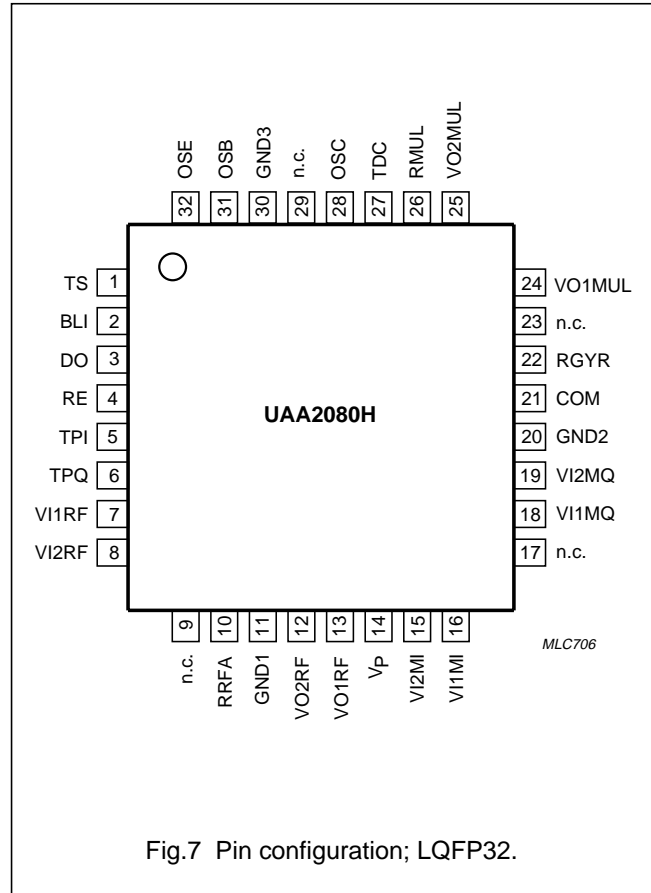 OSE
OSB
GND3
n.c.
OSC
TDC
RMUL
VO2MUL
32
31
30
29
28
27
26
25
TS 1
BLI 2
DO 3
RE 4
TPI 5
TPQ 6
VI1RF 7
VI2RF 8
UAA2080H
24 VO1MUL
23 n.c.
22 RGYR
21 COM
20 GND2
19 VI2MQ
18 VI1MQ
17 n.c.
9
10
11
12
13
14
15
16
n.c.
RRFA
GND1
VO2RF
VO1RF
VP
VI2MI
VI1MI
MLC706
Fig.7 Pin configuration; LQFP32.